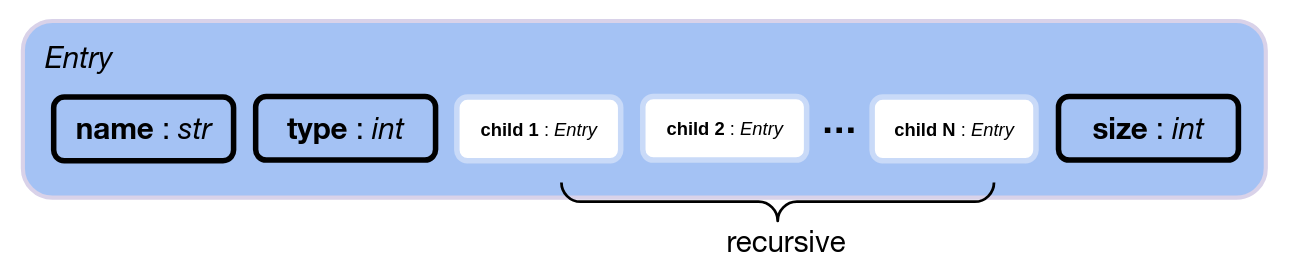 Entry
name : str
type : int
child 1 : Entry
child 2 : Entry
...
child N : Entry
size : int
recursive